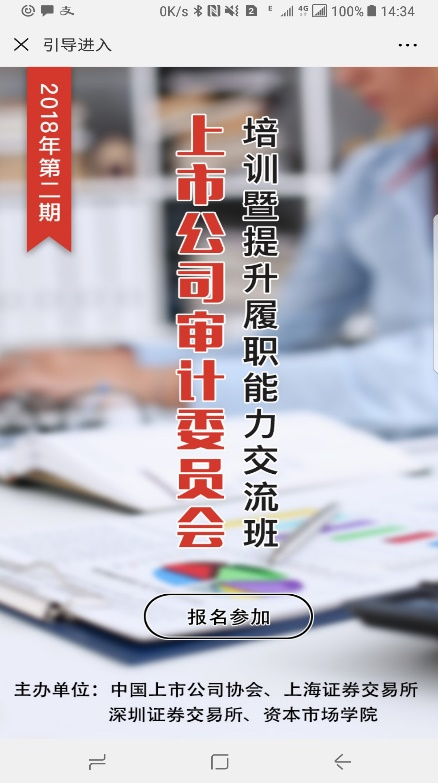 0K/s 2 E 4G 100% 14:34
引导进入
2018年第二期
上市公司审计委员会
培训暨提升履职能力交流班
报名参加
主办单位：中国上市公司协会、上海证券交易所
深圳证券交易所、资本市场学院